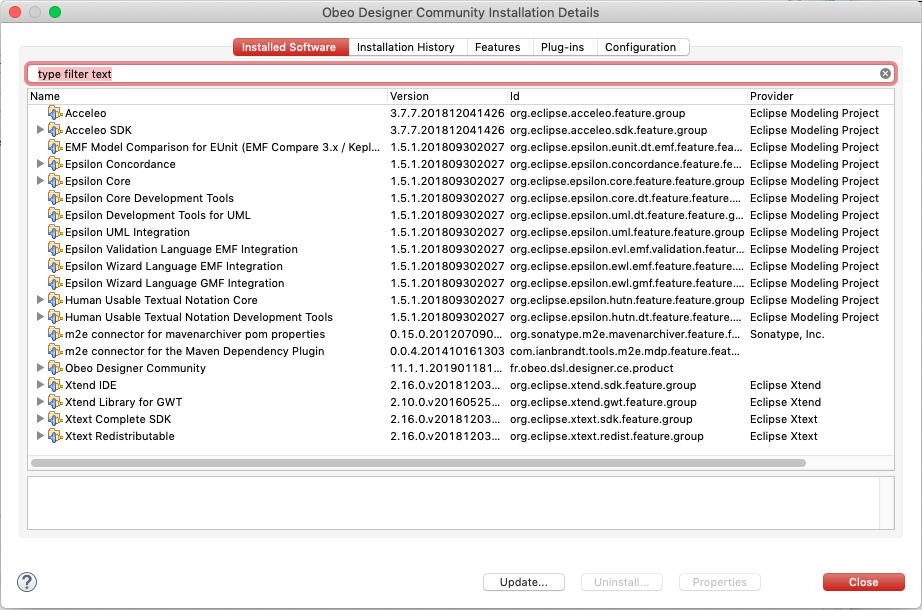 Obeo Designer Community Installation Details
Installed Software Installation History Features Plug-ins Configuration
type filter text
Name Version Id Provider
Acceleo 3.7.7.201812041426 org.eclipse.acceleo.feature.group Eclipse Modeling Project
Acceleo SDK 3.7.7.201812041426 org.eclipse.acceleo.sdk.feature.group Eclipse Modeling Project
EMF Model Comparison for EUnit (EMF Compare 3.x / Kepl... 1.5.1.201809302027 org.eclipse.epsilon.eunit.dt.emf.feature.fea... Eclipse Modeling Project
Epsilon Concordance 1.5.1.201809302027 org.eclipse.epsilon.concordance.feature.fe... Eclipse Modeling Project
Epsilon Core 1.5.1.201809302027 org.eclipse.epsilon.core.feature.feature.group Eclipse Modeling Project
Epsilon Core Development Tools 1.5.1.201809302027 org.eclipse.epsilon.core.dt.feature.feature.... Eclipse Modeling Project
Epsilon Development Tools for UML 1.5.1.201809302027 org.eclipse.epsilon.uml.dt.feature.feature.g... Eclipse Modeling Project
Epsilon UML Integration 1.5.1.201809302027 org.eclipse.epsilon.uml.feature.feature.group Eclipse Modeling Project
Epsilon Validation Language EMF Integration 1.5.1.201809302027 org.eclipse.epsilon.evl.emf.validation.featur... Eclipse Modeling Project
Epsilon Wizard Language EMF Integration 1.5.1.201809302027 org.eclipse.epsilon.ewl.emf.feature.feature.... Eclipse Modeling Project
Epsilon Wizard Language GMF Integration 1.5.1.201809302027 org.eclipse.epsilon.ewl.gmf.feature.feature.... Eclipse Modeling Project
Human Usable Textual Notation Core 1.5.1.201809302027 org.eclipse.epsilon.hutn.feature.feature.group Eclipse Modeling Project
Human Usable Textual Notation Development Tools 1.5.1.201809302027 org.eclipse.epsilon.hutn.dt.feature.feature.... Eclipse Modeling Project
m2e connector for mavenarchiver pom properties 0.15.0.201207090... org.sonatype.m2e.mavenarchiver.feature.f... Sonatype, Inc.
m2e connector for the Maven Dependency Plugin 0.0.4.201410161303 com.ianbrandt.tools.m2e.mdp.feature.feat...
Obeo Designer Community 11.1.1.201901181... fr.obeo.dsl.designer.ce.product
Xtend IDE 2.16.0.v20181203... org.eclipse.xtend.sdk.feature.group Eclipse Xtend
Xtend Library for GWT 2.10.0.v20160525... org.eclipse.xtend.gwt.feature.group Eclipse Xtend
Xtext Complete SDK 2.16.0.v20181203... org.eclipse.xtext.sdk.feature.group Eclipse Xtext
Xtext Redistributable 2.16.0.v20181203... org.eclipse.xtext.redist.feature.group Eclipse Xtext
? Update... Uninstall... Properties Close